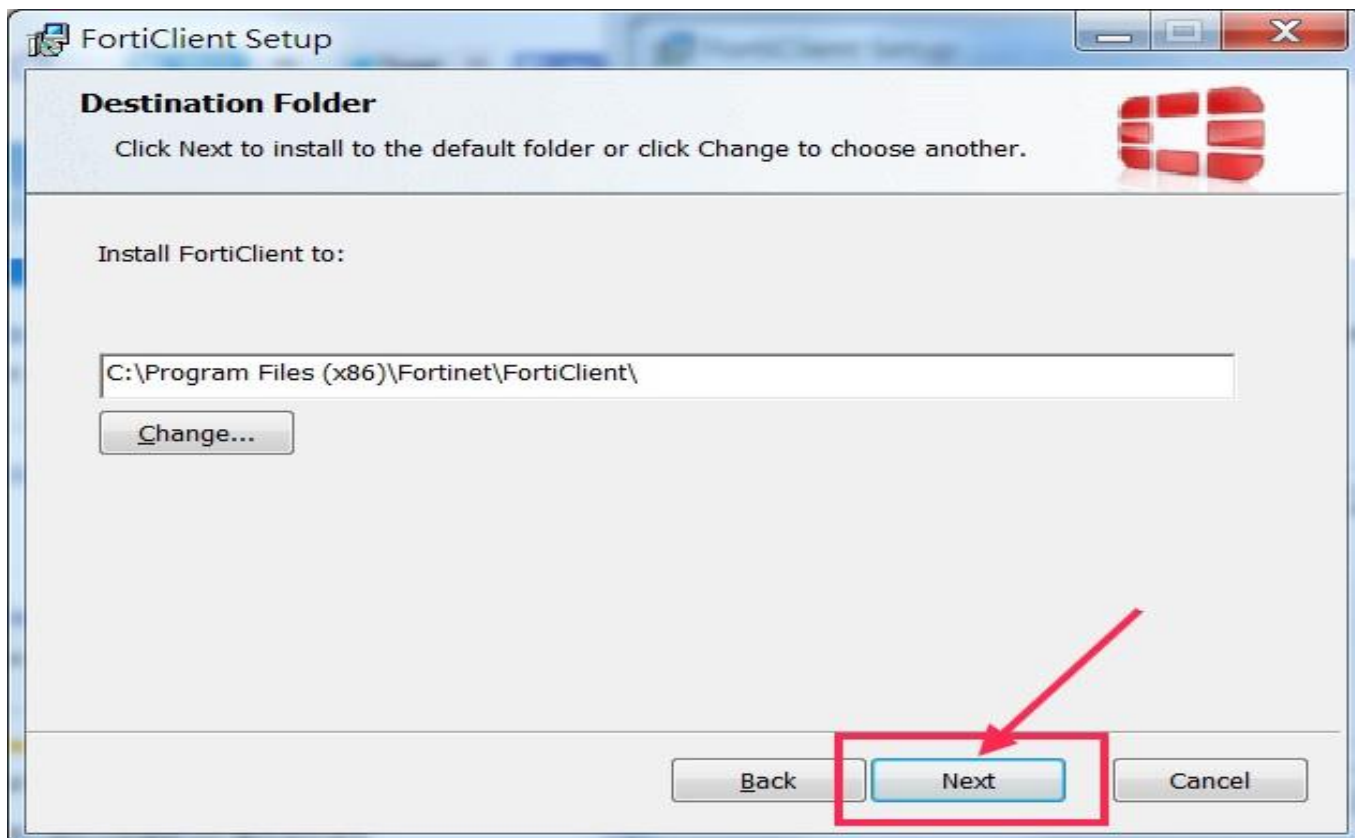 FortiClient Setup
Destination Folder
Click Next to install to the default folder or click Change to choose another.
Install FortiClient to:
C:\Program Files (x86)\Fortinet\FortiClient\
Change...
Back
Next
Cancel